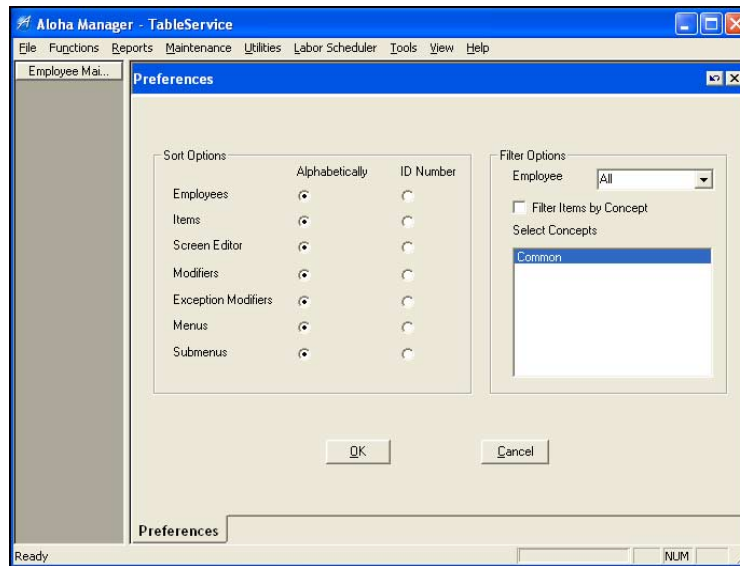 Aloha Manager - TableService
File Functions Reports Maintenance Utilities Labor Scheduler Tools View Help
Employee Mai...
Preferences
Sort Options
Alphabetically ID Number
Employees
Items
Screen Editor
Modifiers
Exception Modifiers
Menus
Submenus
Filter Options
Employee All
Filter Items by Concept
Select Concepts
Common
OK Cancel
Preferences
Ready NUM